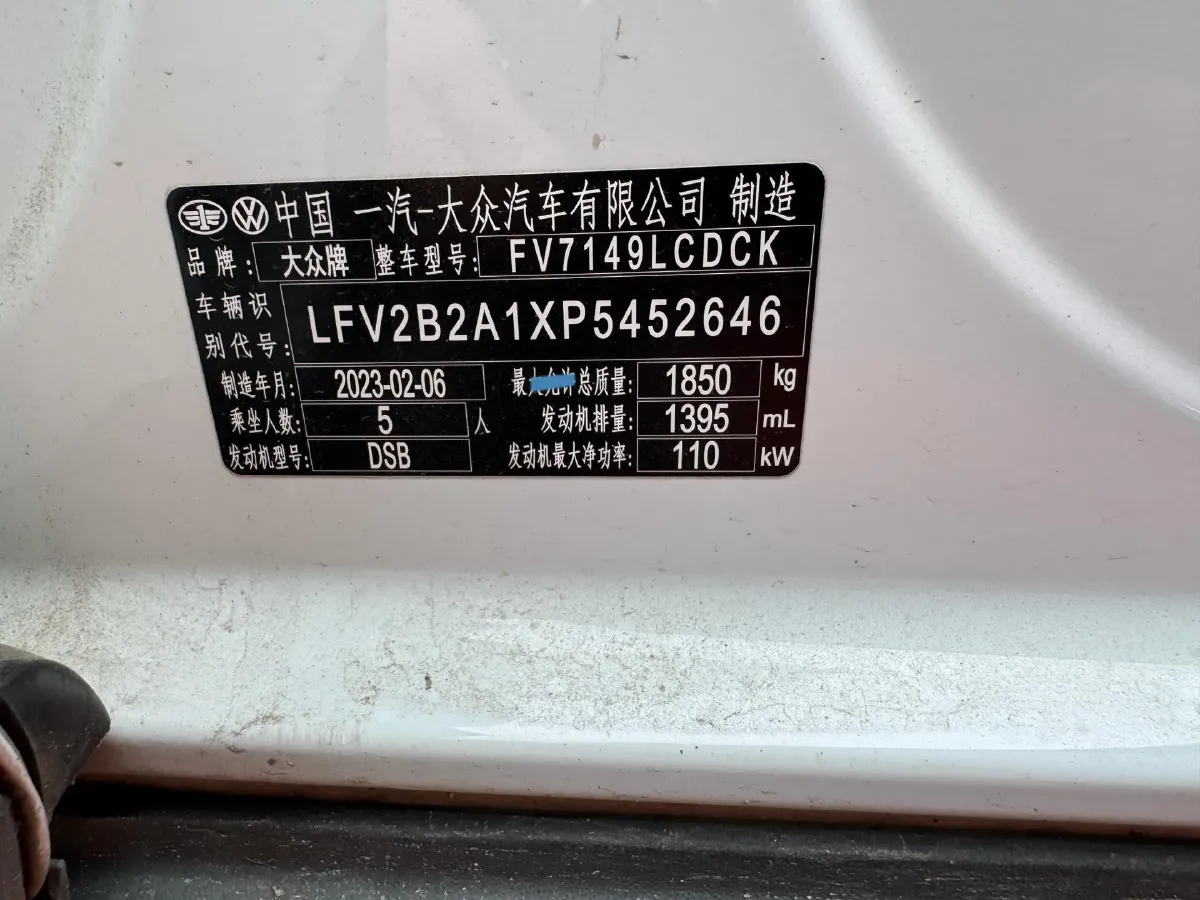 中国 一汽-大众汽车有限公司 制造
品牌: 大众牌 整车型号: FV7149LCDCK
车辆识别代号: LFV2B2A1XP5452646
制造年月: 2023-02-06 最 总质量: 1850 kg
乘坐人数: 5 人 发动机排量: 1395 mL
发动机型号: DSB 发动机最大净功率: 110 kW